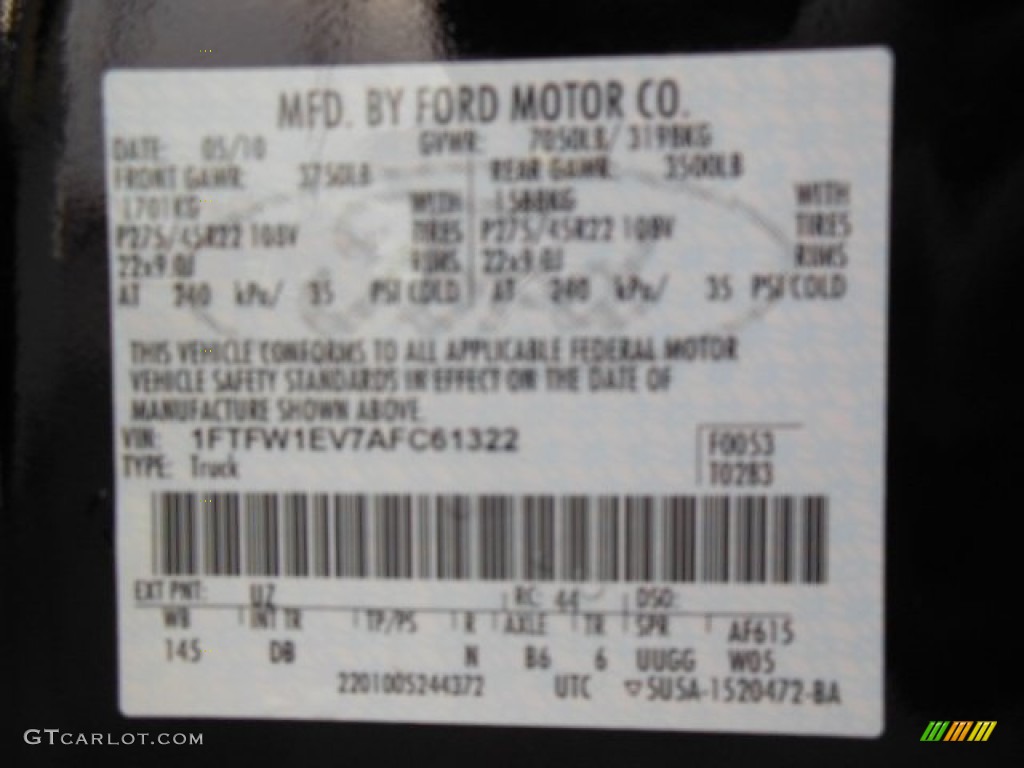 MFD. BY FORD MOTOR CO.
DATE: 05/10 GVWR: 7050LB/ 3198KG
FRONT GAWR: 3750LB REAR GAWR: 3500LB
1701KG WITH 1588KG WITH
P275/45R22 108V TIRES P275/45R22 108V TIRES
22x9.0J RIMS 22x9.0J RIMS
AT 240 kPa/ 35 PSI COLD AT 240 kPa/ 35 PSI COLD
THIS VEHICLE CONFORMS TO ALL APPLICABLE FEDERAL MOTOR
VEHICLE SAFETY STANDARDS IN EFFECT ON THE DATE OF
MANUFACTURE SHOWN ABOVE.
VIN: 1FTFW1EV7AFC61322
TYPE: Truck
F0053
T0283
EXT PNT: UZ RC: 44 DSO:
WB INT TR TP/PS R AXLE TR SPR AF615
145 DB N B6 6 UUGG W05
2201005244372 UTC ▽5U5A-1520472-BA
GTCARLOT.COM